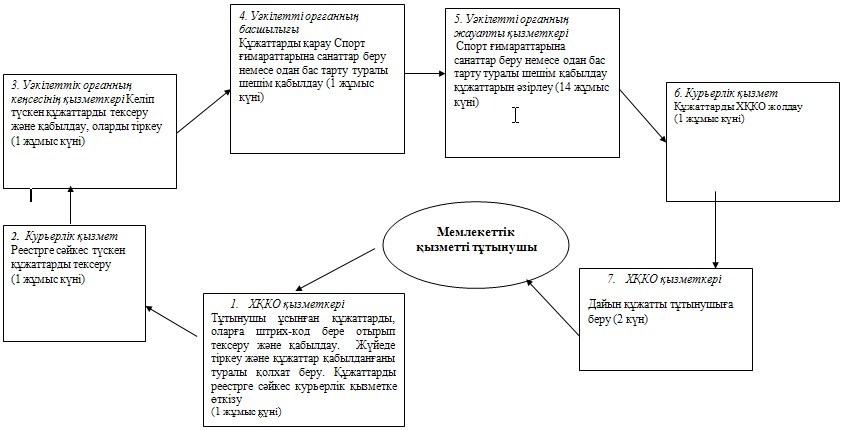 4. Уәкілетті оргғанның
басшылығы
Құжаттарды қарау Спорт
ғимараттарына санаттар беру
немесе одан бас тарту туралы
шешім қабылдау (1 жұмыс
күні)
5. Уәкілетті органның
жауапты қызметкері
Спорт ғимараттарына
санаттар беру немесе одан бас
тарту туралы шешім қабылдау
құжаттарын әзірлеу (14 жұмыс
күні)
3. Уәкілеттік органның
кеңсесінің қызметкері Келіп
түскен құжаттарды тексеру
және қабылдау, оларды тіркеу
(1 жұмыс күні)
6. Курьерлік қызмет
Құжаттарды ХҚКО жолдау
(1 жұмыс күні)
2. Курьерлік қызмет
Реестрге сәйкес түскен
құжаттарды тексеру
(1 жұмыс күні)
Мемлекеттік
қызметті тұтынушы
1. ХҚКО қызметкері
Тұтынушы ұсынған құжаттарды,
оларға штрих-код бере отырып
тексеру және қабылдау. Жүйеде
тіркеу және құжаттар қабылданғаны
туралы қолхат беру. Құжаттарды
реестрге сәйкес курьерлік қызметке
өткізу
(1 жұмыс күні)
7. ХҚКО қызметкері
Дайын құжатты тұтынушыға
беру (2 күн)